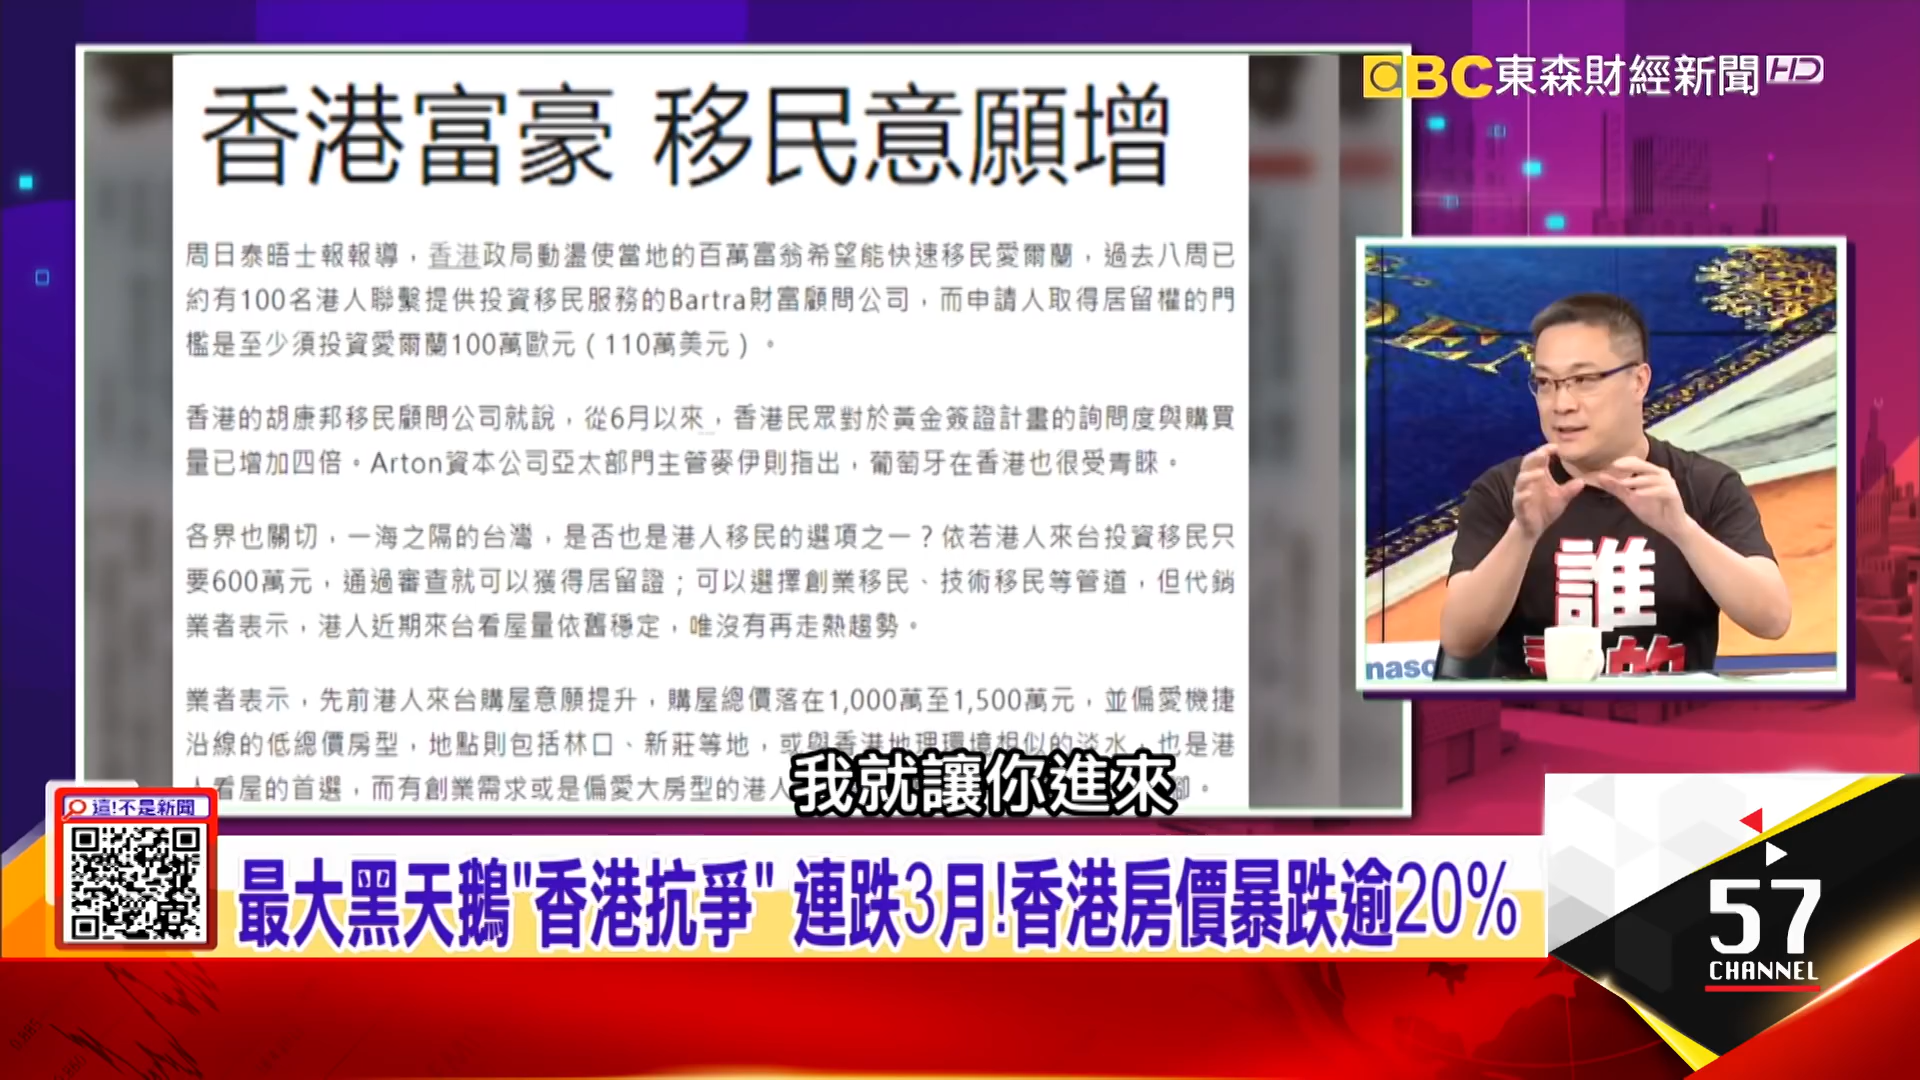 EBC東森財經新聞HD
香港富豪 移民意願增
周日泰晤士報報導，香港政局動盪使當地的百萬富翁希望能快速移民愛爾蘭，過去八周已
約有100名港人聯繫提供投資移民服務的Bartra財富顧問公司，而申請人取得居留權的門
檻是至少須投資愛爾蘭100萬歐元（110萬美元）。
香港的胡康邦移民顧問公司就說，從6月以來，香港民眾對於黃金簽證計畫的詢問度與購買
量已增加四倍。Arton資本公司亞太部門主管麥伊則指出，葡萄牙在香港也很受青睞。
各界也關切，一海之隔的台灣，是否也是港人移民的選項之一？依若港人來台投資移民只
要600萬元，通過審查就可以獲得居留證；可以選擇創業移民、技術移民等管道，但代銷
業者表示，港人近期來台看屋量依舊穩定，唯沒有再走熱趨勢。
業者表示，先前港人來台購屋意願提升，購屋總價落在1,000萬至1,500萬元，並偏愛機捷
沿線的低總價房型，地點則包括林口、新莊等地，或與香港地理環境相似的淡水，也是港
人看屋的首選，而有創業需求或是偏愛大房型的港人
誰
的
naso
我就讓你進來
這!不是新聞
最大黑天鵝"香港抗爭" 連跌3月!香港房價暴跌逾20%
57
CHANNEL